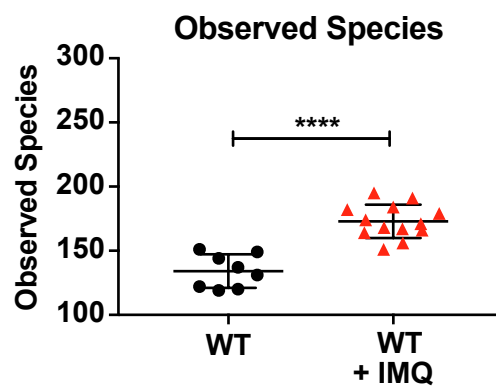 Observed Species
Observed Species
300
250
200
150
100
****
WT
WT
+ IMQ